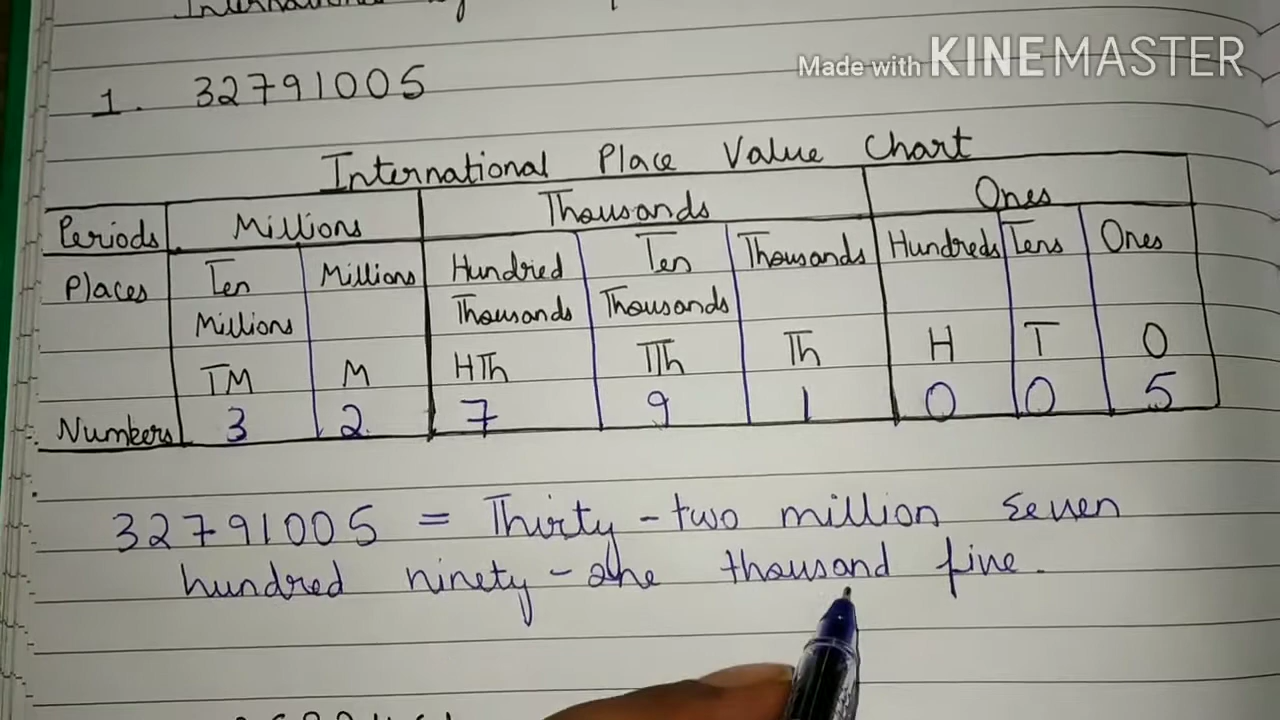 International
Made with KINEMASTER
1. 32791005
International Place Value Chart
Periods Millions Thousands Ones
Places Ten Millions Hundred Ten Thousands Hundreds Tens Ones
Millions Thousands Thousands
TM M HTh TTh Th H T O
Numbers 3 2 7 9 1 0 0 5
32791005 = Thirty-two million seven
hundred ninety-one thousand five.